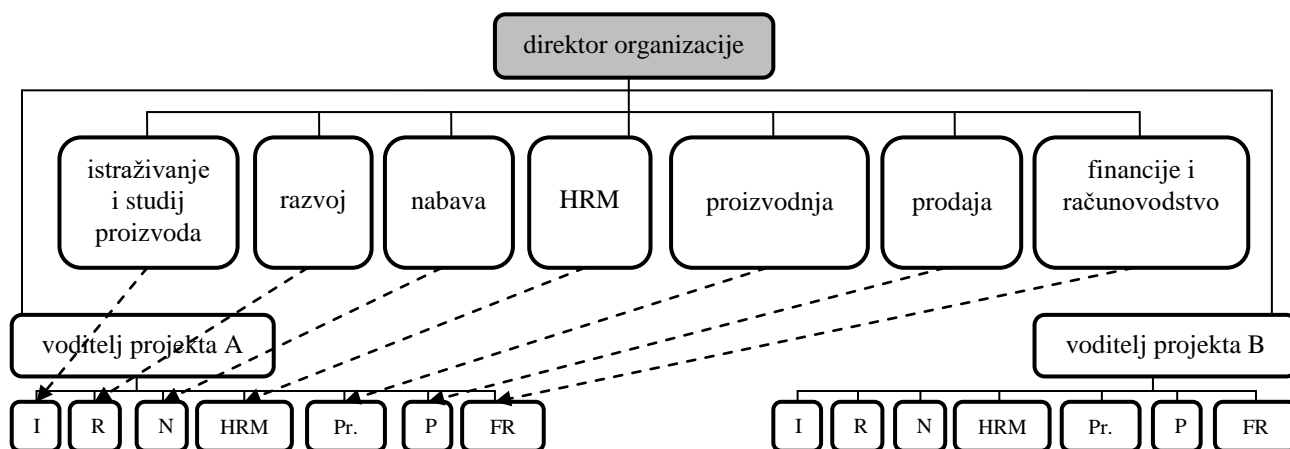 direktor organizacije
istraživanje
i studij
proizvoda
razvoj
nabava
HRM
proizvodnja
prodaja
financije i
računovodstvo
voditelj projekta A
voditelj projekta B
I
R
N
HRM
Pr.
P
FR
I
R
N
HRM
Pr.
P
FR